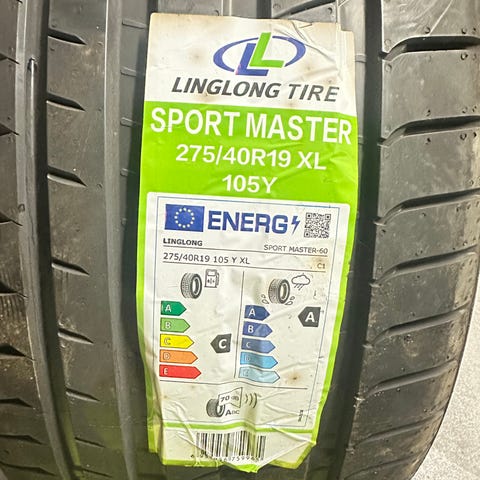 LINGLONG TIRE
SPORT MASTER
275/40R19 XL
105Y
ENERG
LINGLONG SPORT MASTER-60
275/40R19 105 Y XL C1
A
B
C
D
E
C
A
B
C
D
E
A
70 dB
ABC